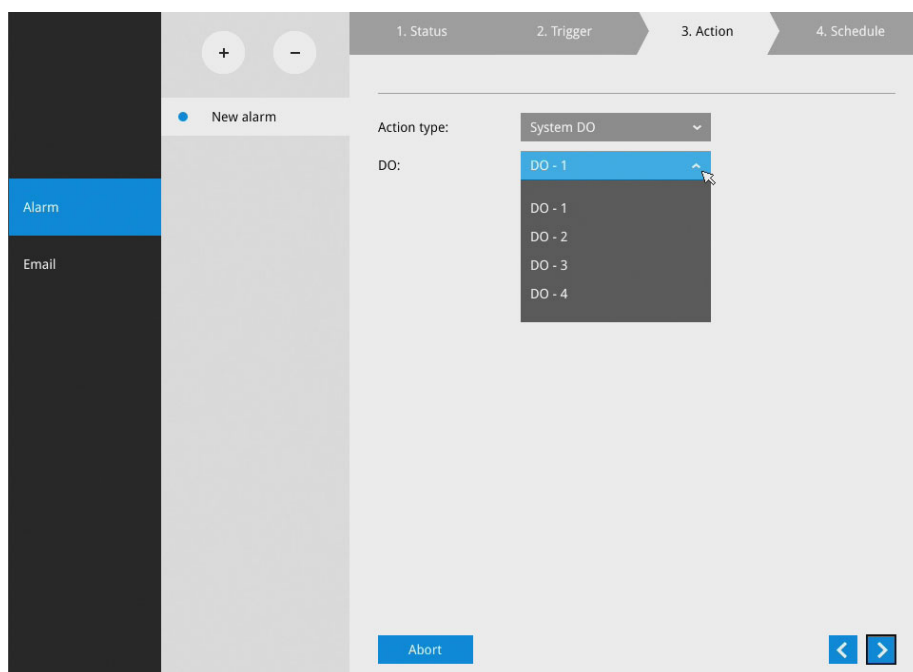 1. Status
2. Trigger
3. Action
4. Schedule
+
−
New alarm
Action type:
System DO
DO:
DO - 1
Alarm
DO - 1
DO - 2
Email
DO - 3
DO - 4
Abort